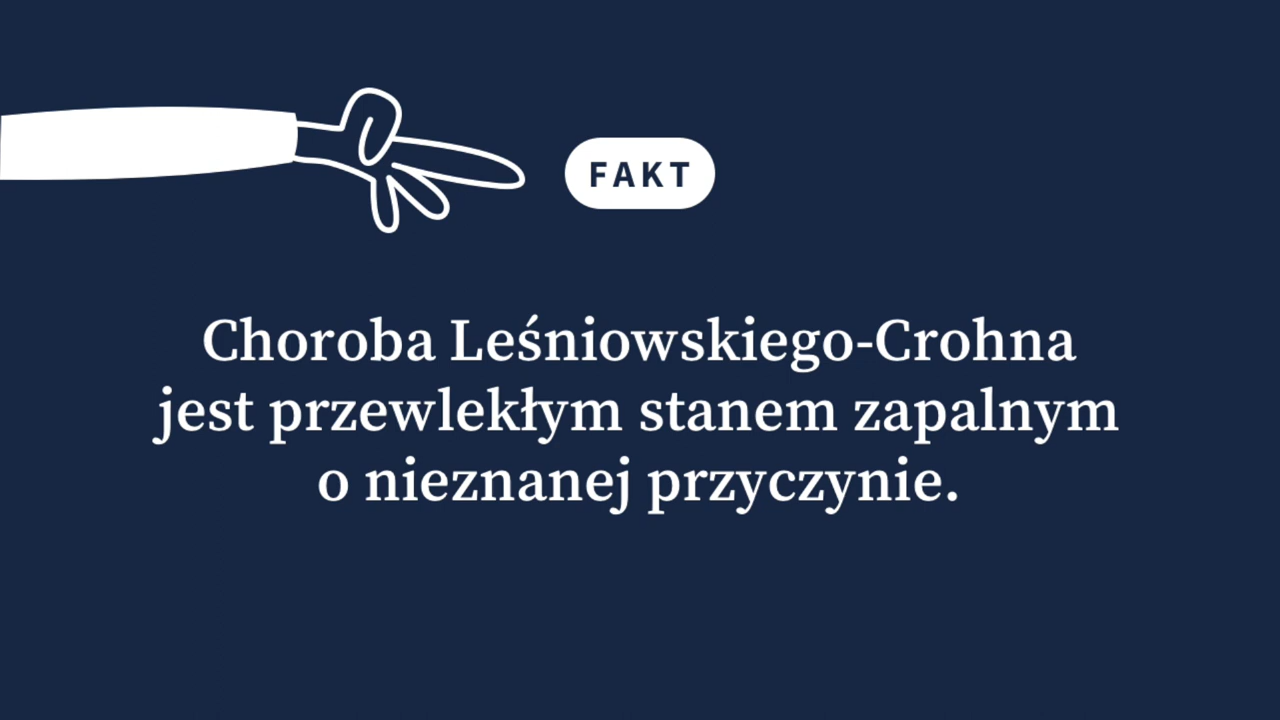 FAKT
Choroba Leśniowskiego-Crohna
jest przewlekłym stanem zapalnym
o nieznanej przyczynie.